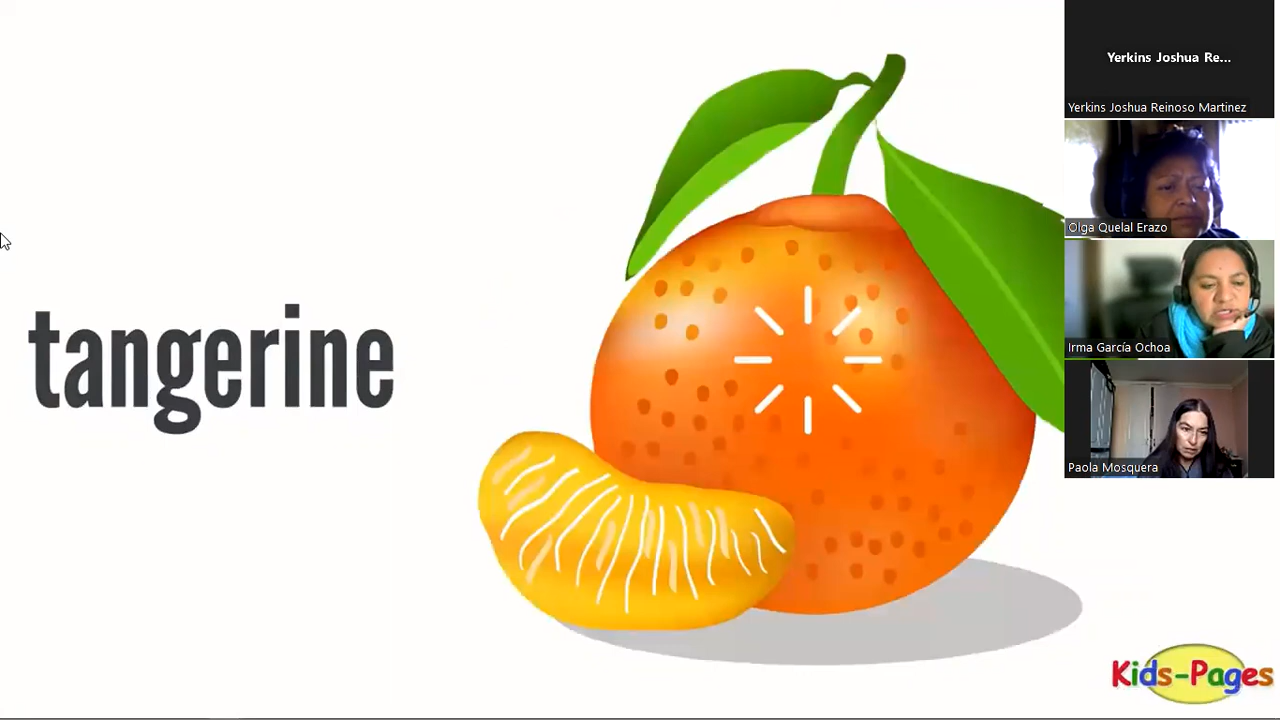 tangerine
Yerkins Joshua Re...
Yerkins Joshua Reinoso Martinez
Olga Quelal Erazo
Irma García Ochoa
Paola Mosquera
Kids-Pages